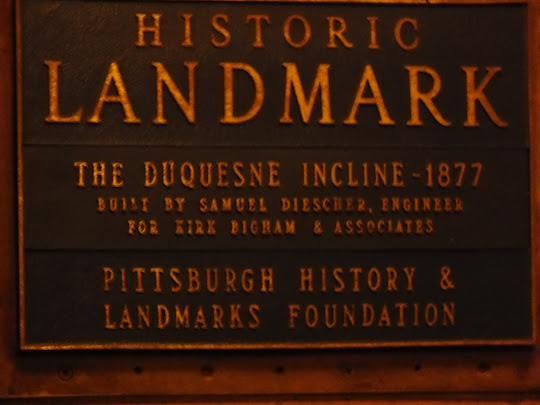 HISTORIC
LANDMARK
THE DUQUESNE INCLINE-1877
BUILT BY SAMUEL DIESCHER, ENGINEER
FOR KIRK BIGHAM & ASSOCIATES
PITTSBURGH HISTORY &
LANDMARKS FOUNDATION